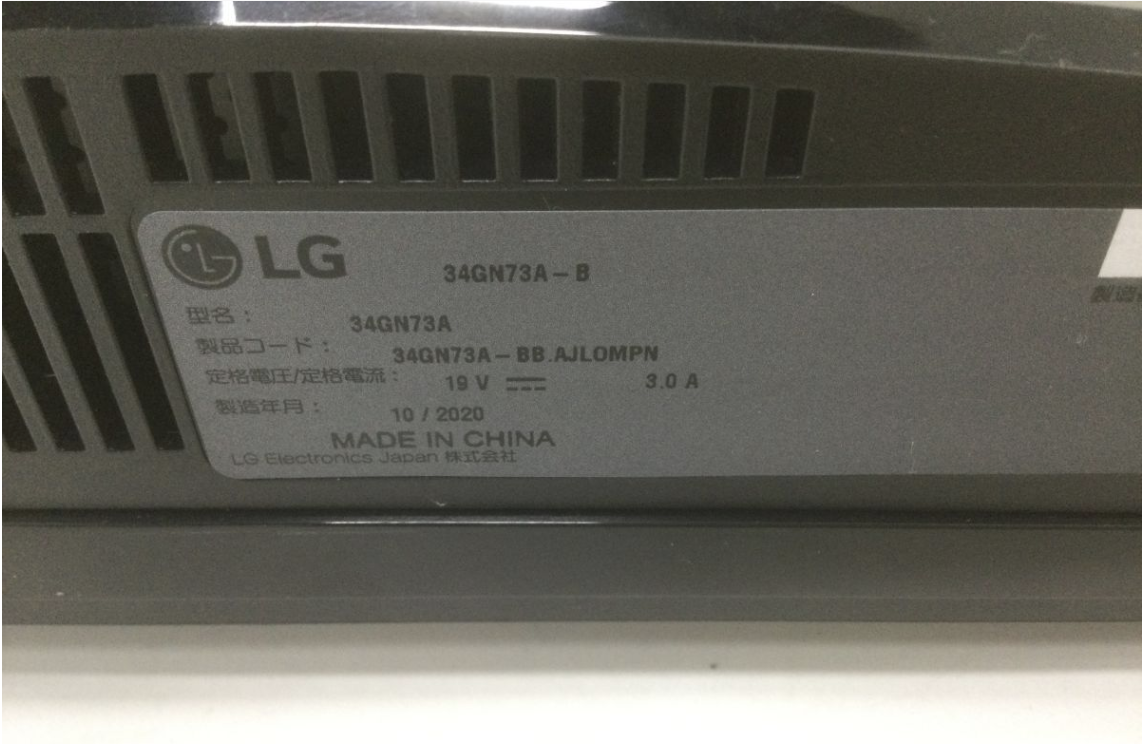 LG 34GN73A-B
型名： 34GN73A
製品コード： 34GN73A-BB.AJLOMPN
定格電圧/定格電流： 19 V 3.0 A
製造年月： 10 / 2020
MADE IN CHINA
LG Electronics Japan 株式会社
製造